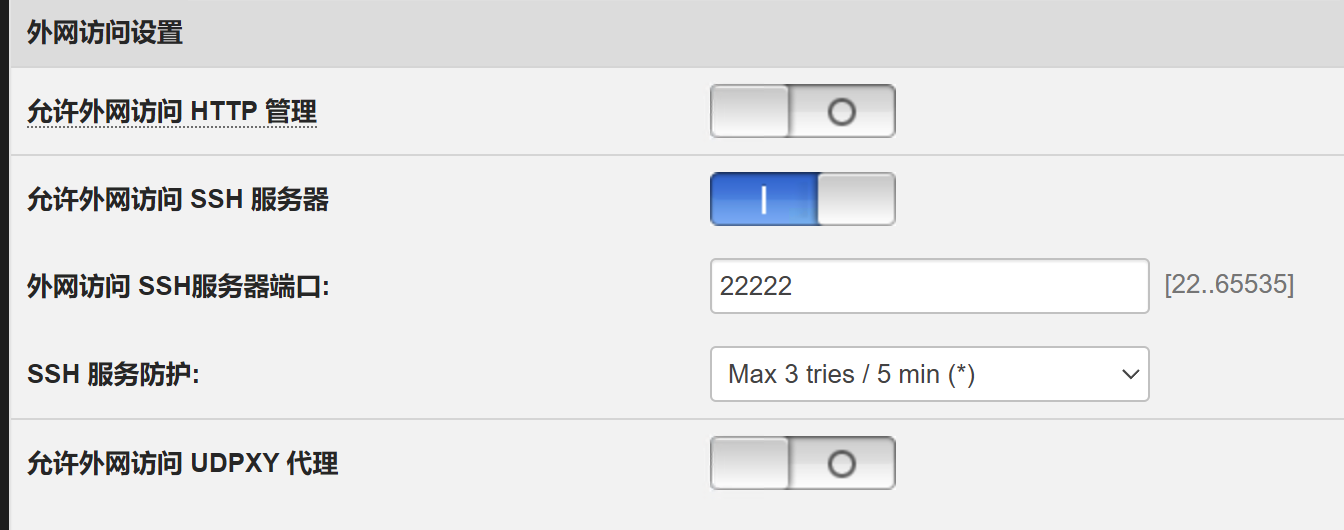 外网访问设置
允许外网访问 HTTP 管理
允许外网访问 SSH 服务器
外网访问 SSH服务器端口: 22222 [22..65535]
SSH 服务防护: Max 3 tries / 5 min (*)
允许外网访问 UDPXY 代理